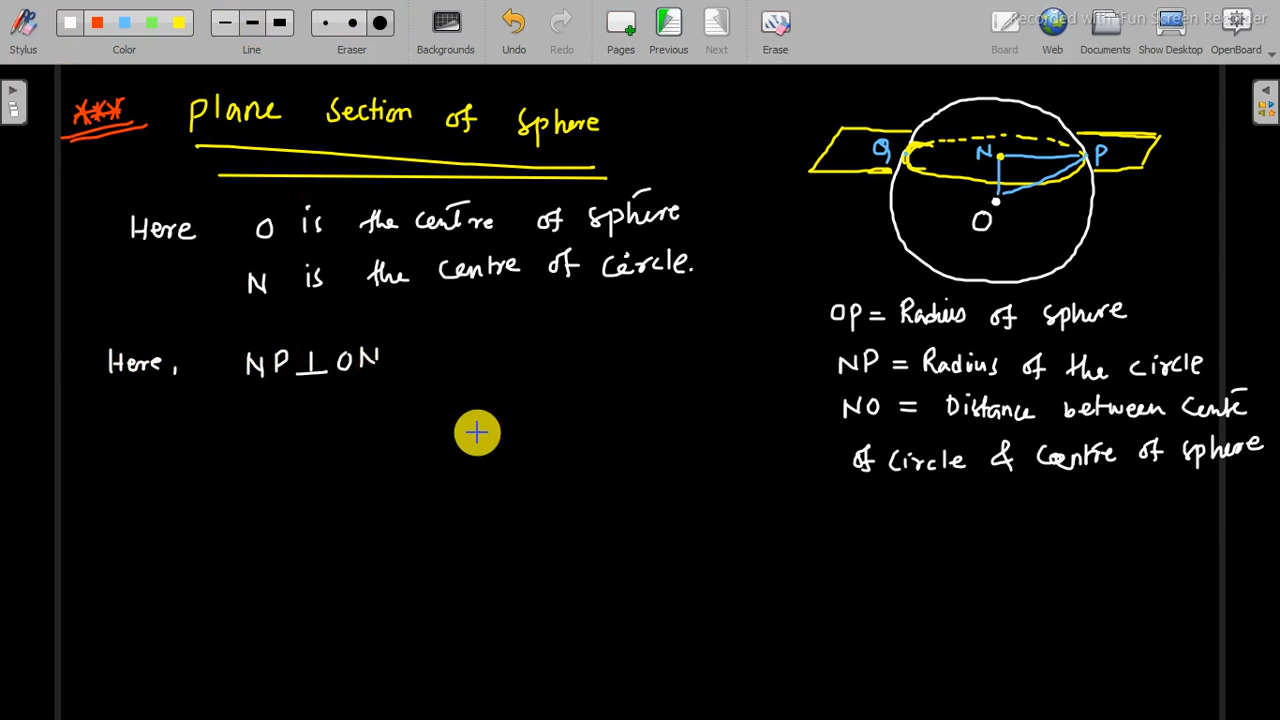 Recorded with Fun Screen Recorder
Stylus Color Line Eraser Backgrounds Undo Redo Pages Previous Next Erase Board Web Documents Show Desktop OpenBoard
*** Plane section of sphere
Q N P
O
Here O is the centre of sphere
N is the centre of circle.
Here, NP ⊥ ON
OP = Radius of sphere
NP = Radius of the circle
NO = Distance between centre
of circle & centre of sphere